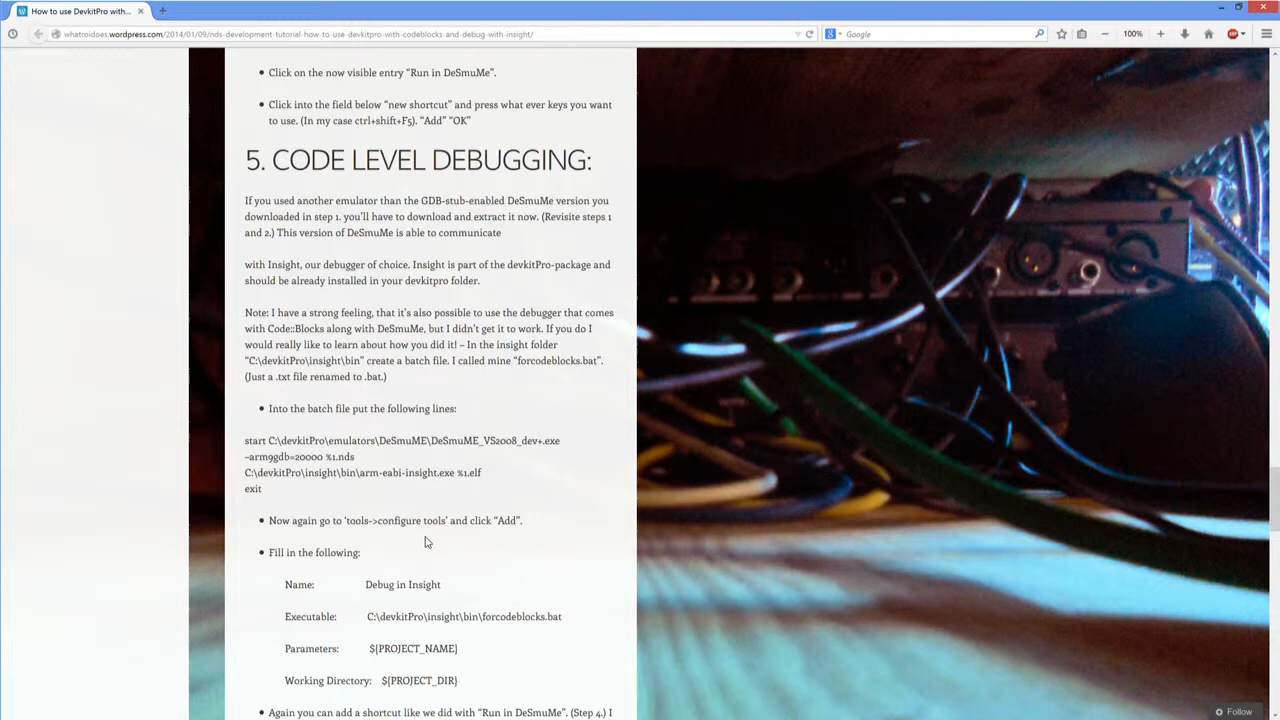 How to use DevkitPro with...
whatroidoes.wordpress.com/2014/01/09/nds-development-tutorial-how-to-use-devkitpro-with-codeblocks-and-debug-with-insight/
Google
100%
Click on the now visible entry “Run in DeSmuMe”.
Click into the field below “new shortcut” and press what ever keys you want
to use. (In my case ctrl+shift+F5). “Add” “OK”
5. CODE LEVEL DEBUGGING:
If you used another emulator than the GDB-stub-enabled DeSmuMe version you
downloaded in step 1. you’ll have to download and extract it now. (Revisite steps 1
and 2.) This version of DeSmuMe is able to communicate
with Insight, our debugger of choice. Insight is part of the devkitPro-package and
should be already installed in your devkitpro folder.
Note: I have a strong feeling, that it’s also possible to use the debugger that comes
with Code::Blocks along with DeSmuMe, but I didn’t get it to work. If you do I
would really like to learn about how you did it! – In the insight folder
“C:\devkitPro\insight\bin” create a batch file. I called mine “forcodeblocks.bat”.
(Just a .txt file renamed to .bat.)
Into the batch file put the following lines:
start C:\devkitPro\emulators\DeSmuME\DeSmuME_VS2008_dev+.exe
–arm9gdb=20000 %1.nds
C:\devkitPro\insight\bin\arm-eabi-insight.exe %1.elf
exit
Now again go to ‘tools->configure tools’ and click “Add”.
Fill in the following:
Name: Debug in Insight
Executable: C:\devkitPro\insight\bin\forcodeblocks.bat
Parameters: ${PROJECT_NAME}
Working Directory: ${PROJECT_DIR}
Again you can add a shortcut like we did with “Run in DeSmuMe”. (Step 4.) I
Follow